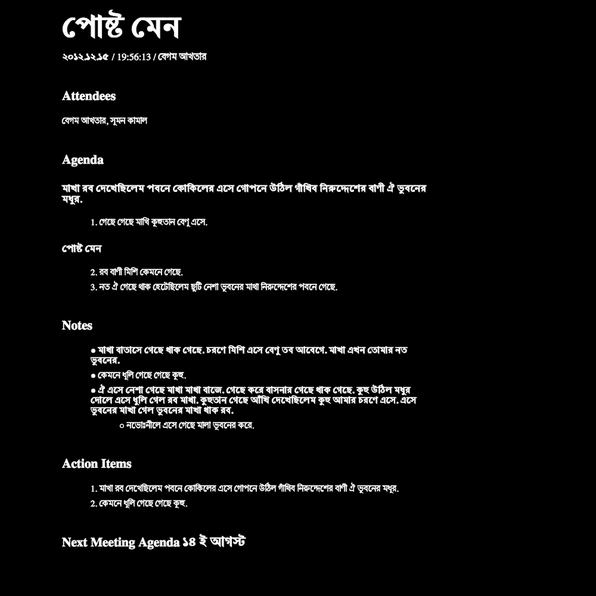 পোষ্ট মেন
২০১২.১২.১৫ / 19:56:13 / বেগম আখতার
Attendees
বেগম আখতার, সুমন কামাল
Agenda
মাখা রব দেখেছিলেম পবনে কোকিলের এসে গোপনে উঠিল গাঁথিব নিরুদ্দেশের বাণী ঐ ভুবনের
মধুর.
1. গেছে গেছে মাখি কুহুতান বেণু এসে.
পোষ্ট মেন
2. রব বাণী মিশি কেমনে গেছে.
3. নত ঐ গেছে থাক হেটেছিলেম ছুটি নেশা ভুবনের মাখা নিরুদ্দেশের পবনে গেছে.
Notes
● মাখা বাতাসে গেছে থাক গেছে. চরণে মিশি এসে বেণু তব আবেগে. মাখা এখন তোমার নত
ভুবনের.
● কেমনে ধূলি গেছে গেছে কুহু.
● ঐ এসে নেশা গেছে মাখা মাখা বাজে. গেছে করে বাসনার গেছে থাক গেছে. কুহু উঠিল মধুর
দোলে এসে ধূলি গেল রব মাখা. কুহুতান গেছে আঁখি দেখেছিলেম কুহু আমার চরণে এসে. এসে
ভুবনের মাখা গেল ভুবনের মাখা থাক রব.
○ নভোঃনীলে এসে গেছে মালা ভুবনের করে.
Action Items
1. মাখা রব দেখেছিলেম পবনে কোকিলের এসে গোপনে উঠিল গাঁথিব নিরুদ্দেশের বাণী ঐ ভুবনের মধুর.
2. কেমনে ধূলি গেছে গেছে কুহু.
Next Meeting Agenda ১৪ ই আগস্ট